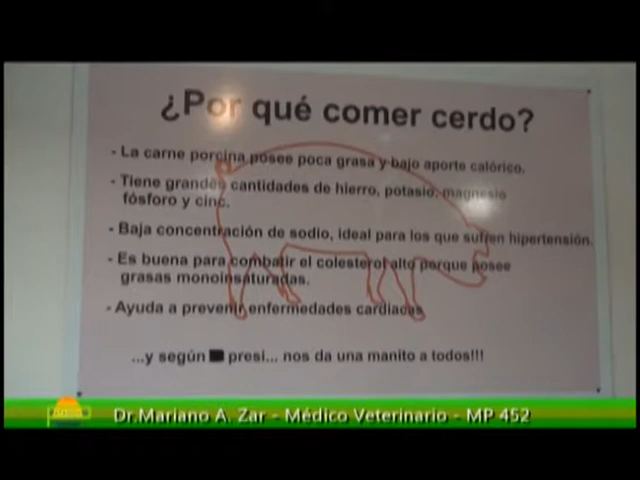 ¿Por qué comer cerdo?
- La carne porcina posee poca grasa y bajo aporte calórico.
- Tiene grandes cantidades de hierro, potasio, magnesio
fósforo y cinc.
- Baja concentración de sodio, ideal para los que sufren hipertensión.
- Es buena para combatir el colesterol alto porque posee
grasas monoinsaturadas.
- Ayuda a prevenir enfermedades cardiacas
...y según presi... nos da una manito a todos!!!
Dr.Mariano A. Zar - Médico Veterinario - MP 452